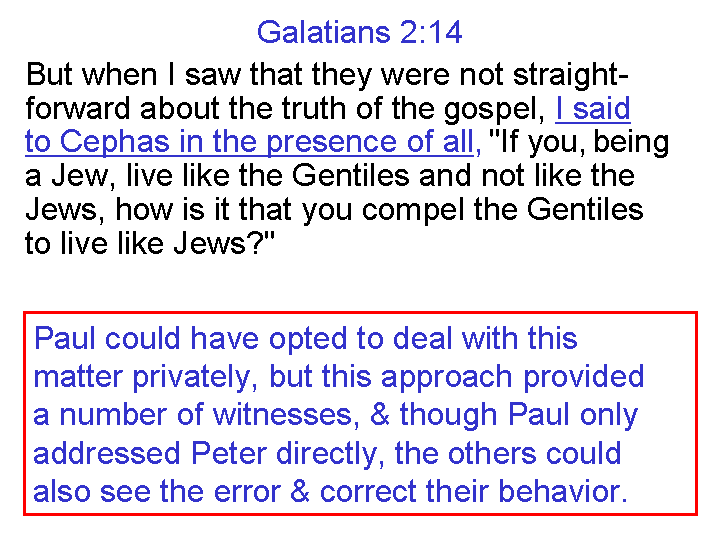 Galatians 2:14
But when I saw that they were not straight-
forward about the truth of the gospel, I said
to Cephas in the presence of all, "If you, being
a Jew, live like the Gentiles and not like the
Jews, how is it that you compel the Gentiles
to live like Jews?"
Paul could have opted to deal with this
matter privately, but this approach provided
a number of witnesses, & though Paul only
addressed Peter directly, the others could
also see the error & correct their behavior.